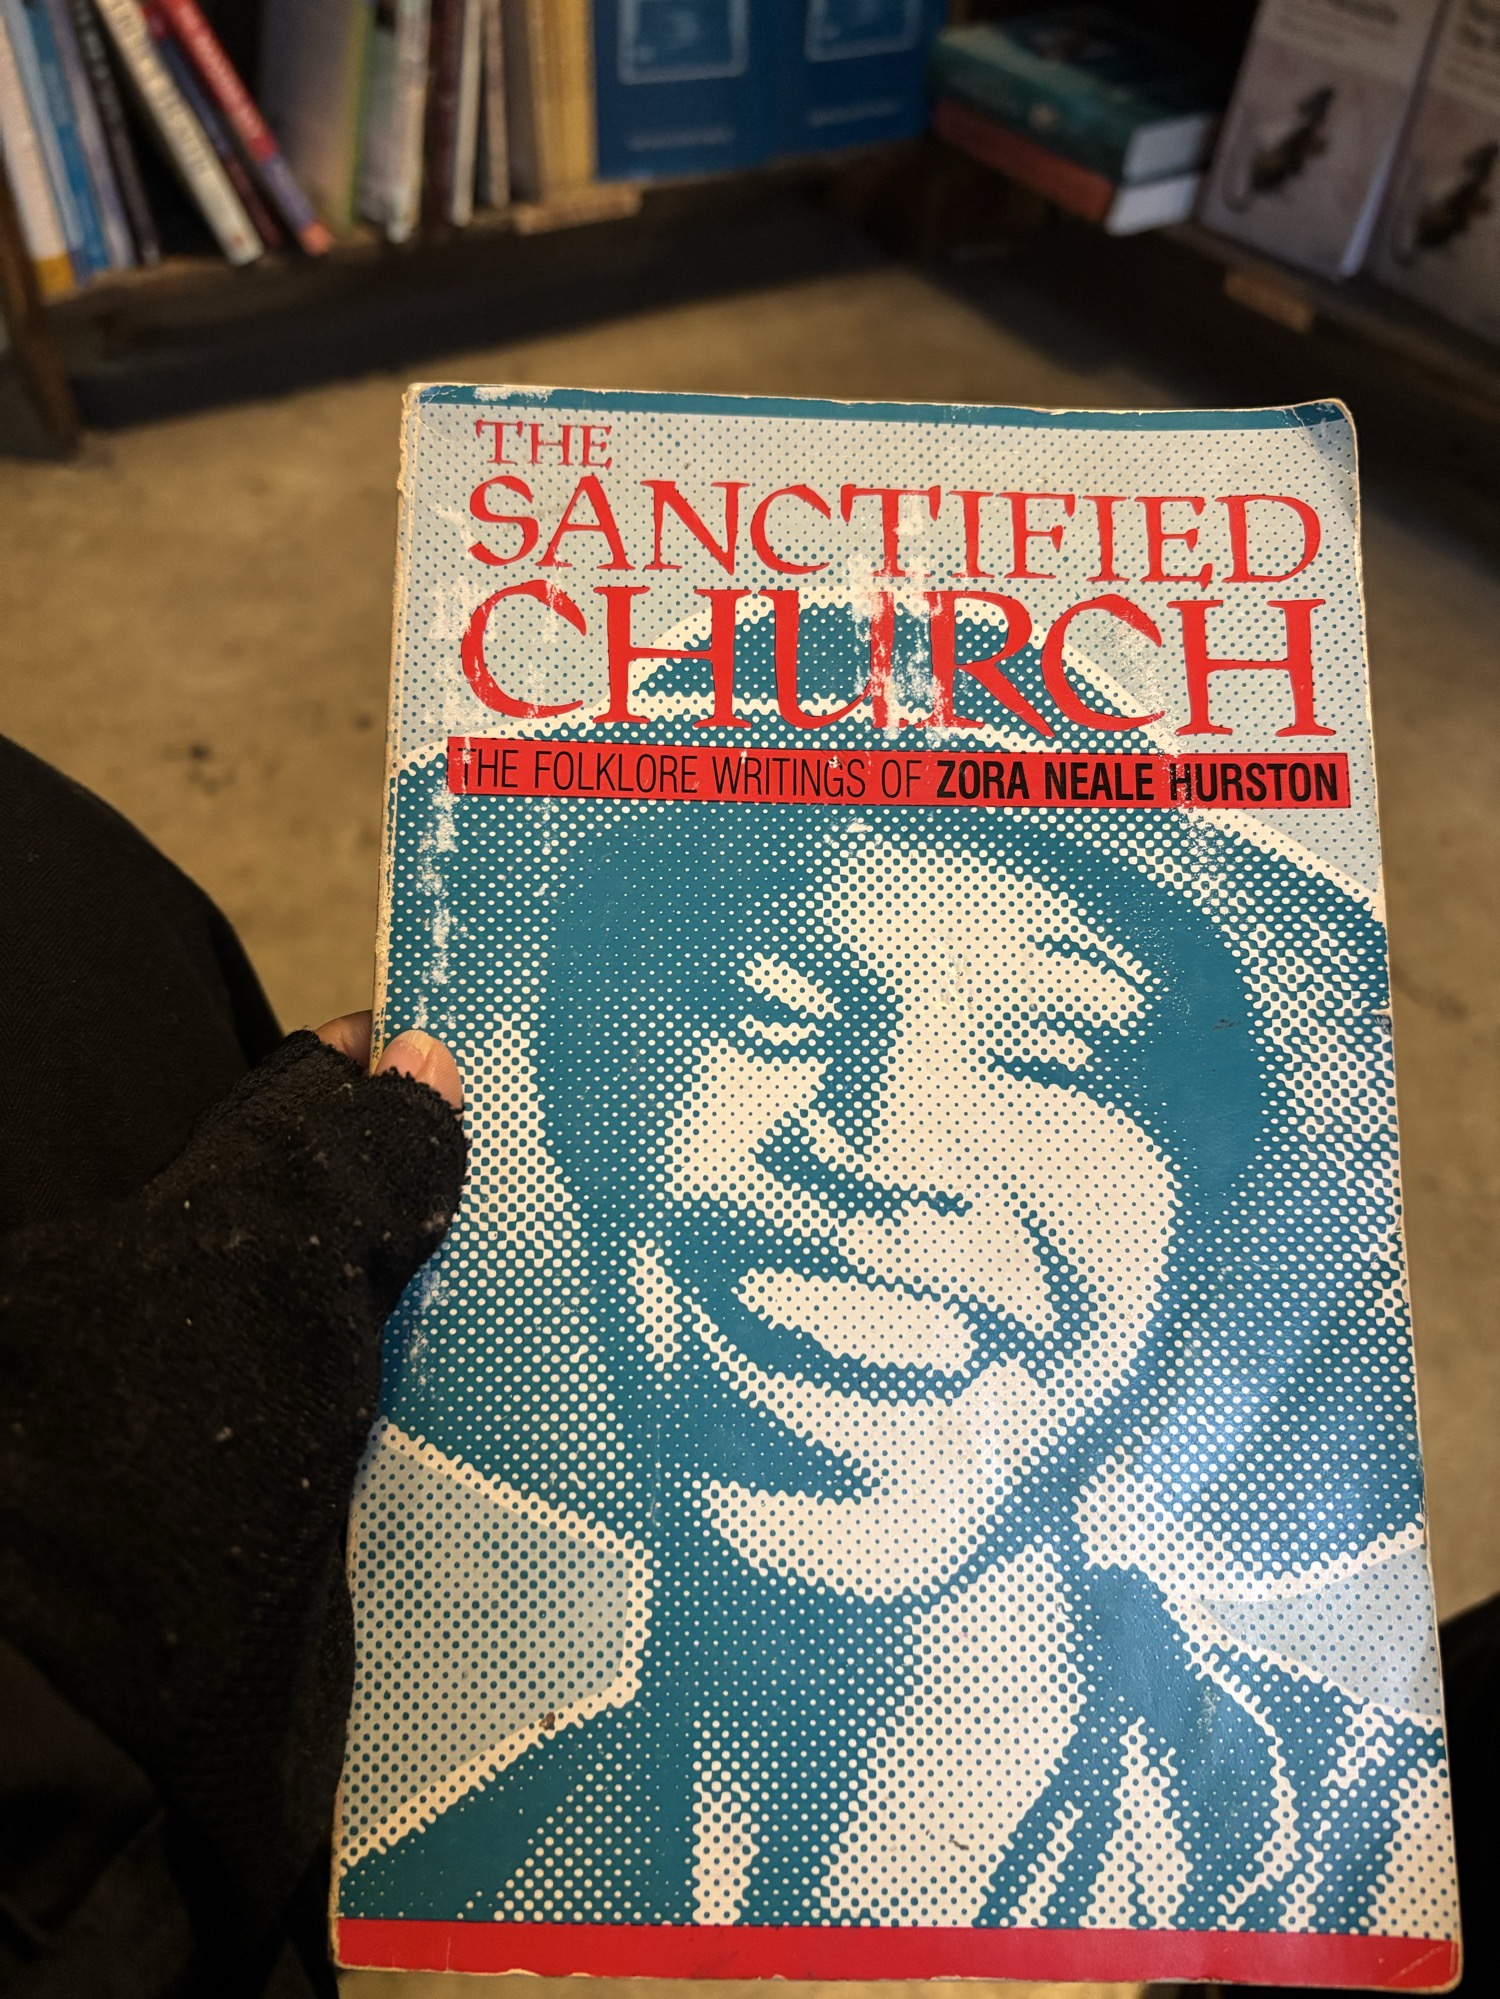 THE
SANCTIFIED
CHURCH
THE FOLKLORE WRITINGS OF ZORA NEALE HURSTON